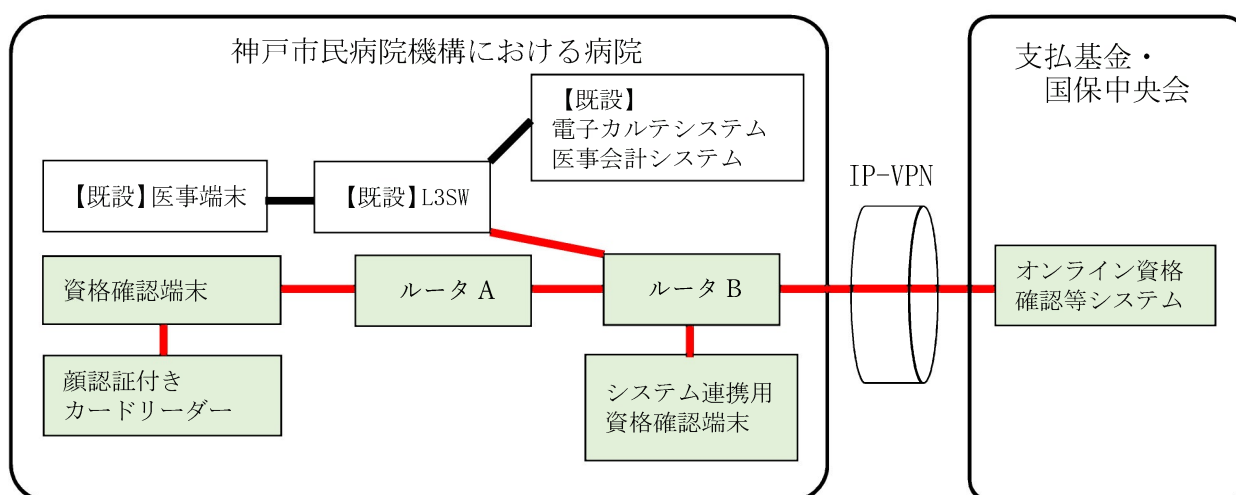 神戸市民病院機構における病院
支払基金・
国保中央会
【既設】
電子カルテシステム
医事会計システム
IP-VPN
【既設】医事端末
【既設】L3SW
資格確認端末
ルータ A
ルータ B
オンライン資格
確認等システム
顔認証付き
カードリーダー
システム連携用
資格確認端末